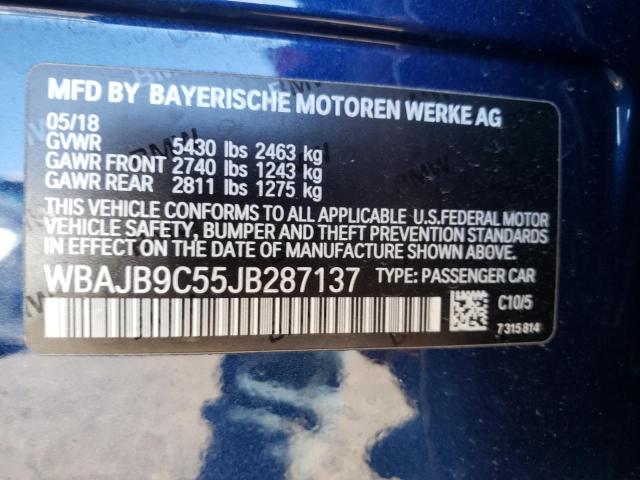 MFD BY BAYERISCHE MOTOREN WERKE AG
05/18
GVWR 5430 lbs 2463 kg
GAWR FRONT 2740 lbs 1243 kg
GAWR REAR 2811 lbs 1275 kg
THIS VEHICLE CONFORMS TO ALL APPLICABLE U.S.FEDERAL MOTOR
VEHICLE SAFETY, BUMPER AND THEFT PREVENTION STANDARDS
IN EFFECT ON THE DATE OF MANUFACTURE SHOWN ABOVE.
WBAJB9C55JB287137 TYPE: PASSENGER CAR
C10/5
7315814